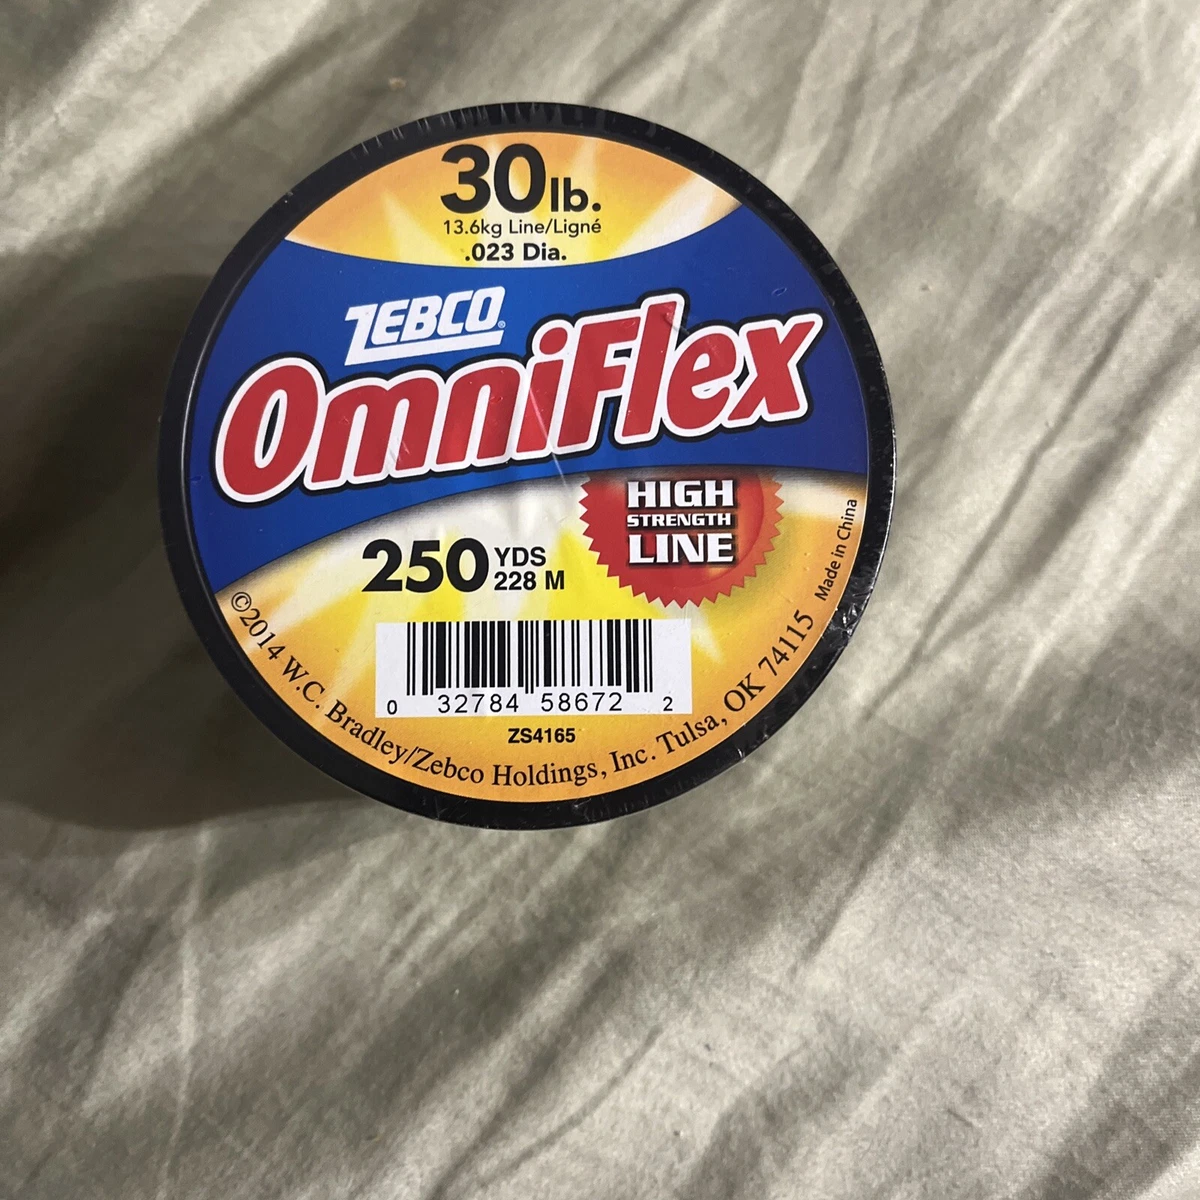 30lb.
13.6kg Line/Ligné
.023 Dia.
ZEBCO®
OmniFlex
HIGH
STRENGTH
LINE
250 YDS
228 M
Made in China
0 32784 58672 2
ZS4165
©2014 W.C. Bradley/Zebco Holdings, Inc. Tulsa, OK 74115